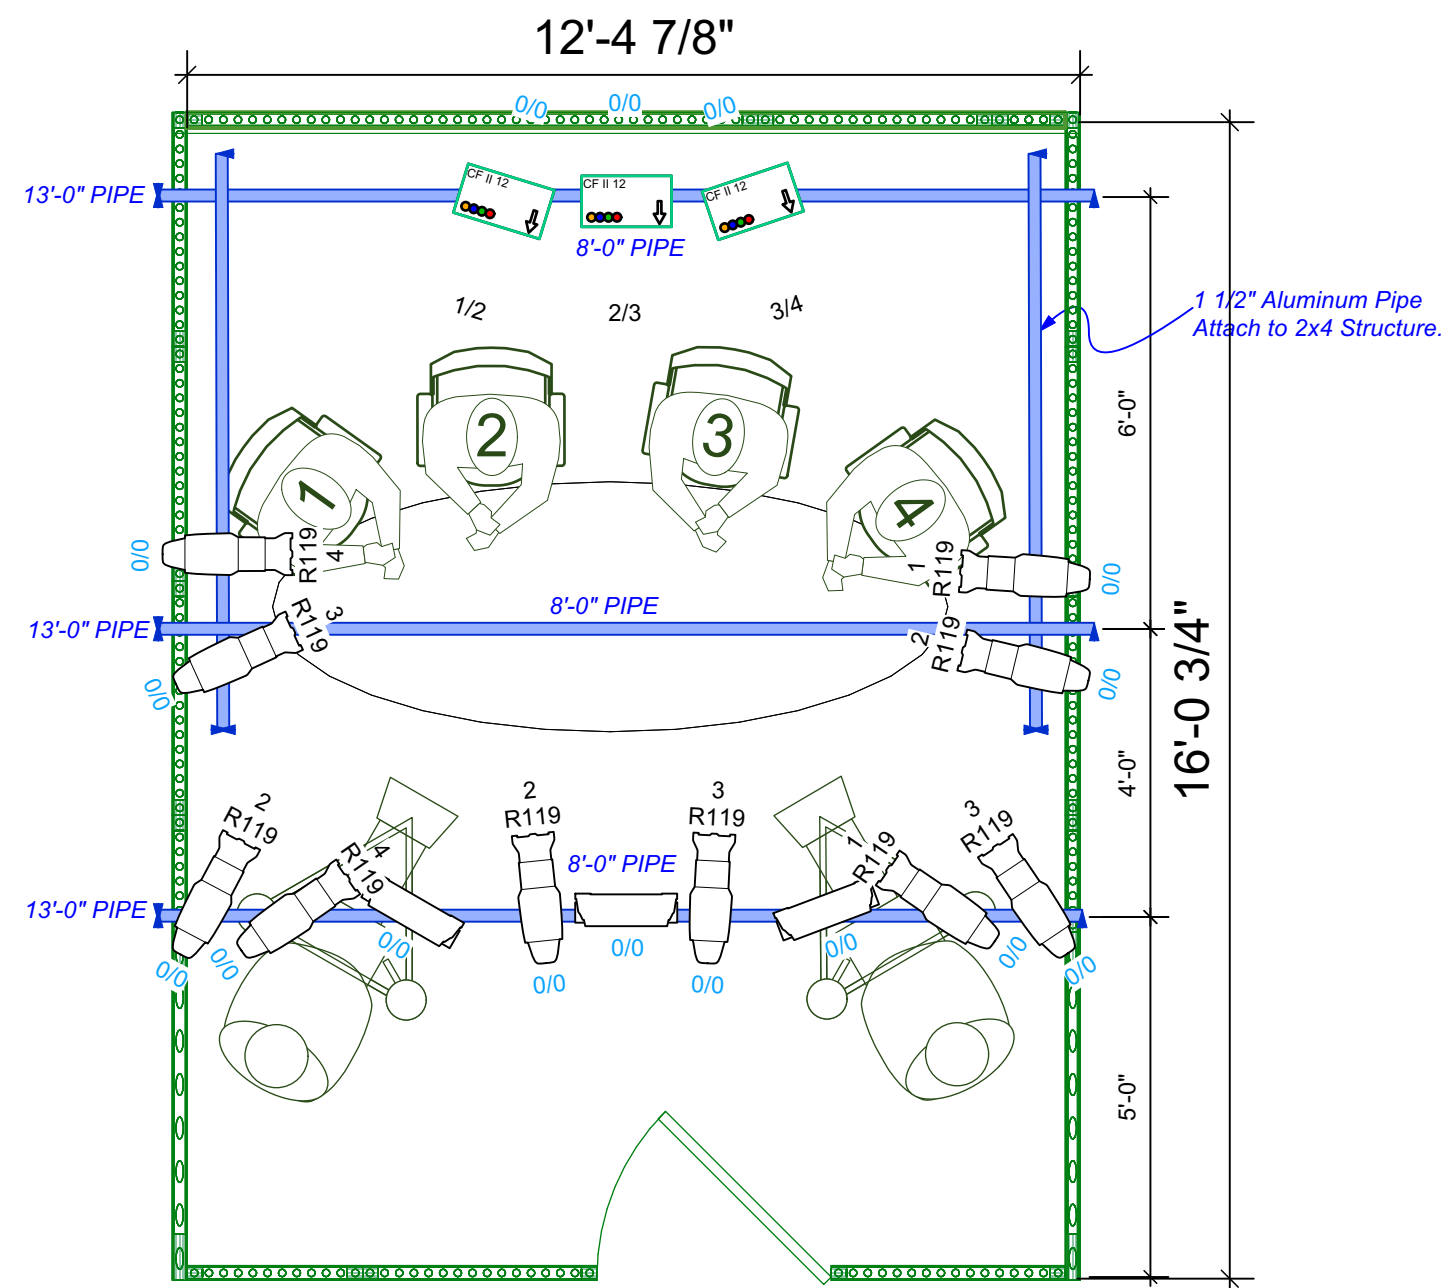 12'-4 7/8"
0/0
0/0
0/0
13'-0" PIPE
CF II 12
CF II 12
CF II 12
8'-0" PIPE
1/2
2/3
3/4
1 1/2" Aluminum Pipe
Attach to 2x4 Structure.
6'-0"
1
2
3
4
0/0
R119
4
1
R119
0/0
13'-0" PIPE
8'-0" PIPE
R119
3
0/0
2
R119
0/0
16'-0 3/4"
4'-0"
2
R119
4
R119
2
R119
3
R119
1
R119
3
R119
8'-0" PIPE
13'-0" PIPE
0/0
0/0
0/0
0/0
0/0
0/0
0/0
0/0
0/0
5'-0"